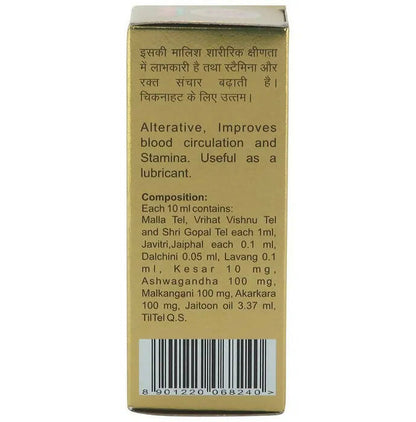 इसकी मालिश शारीरिक क्षीणता
में लाभकारी है तथा स्टैमिना और
रक्त संचार बढ़ाती है।
चिकनाहट के लिए उत्तम।
Alterative, Improves
blood circulation and
Stamina. Useful as a
lubricant.
Composition:
Each 10 ml contains:
Malla Tel, Vrihat Vishnu Tel
and Shri Gopal Tel each 1ml,
Javitri,Jaiphal each 0.1 ml,
Dalchini 0.05 ml, Lavang 0.1
ml, Kesar 10 mg,
Ashwagandha 100 mg,
Malkangani 100 mg, Akarkara
100 mg, Jaitoon oil 3.37 ml,
TilTel Q.S.
8 901220 068240 >